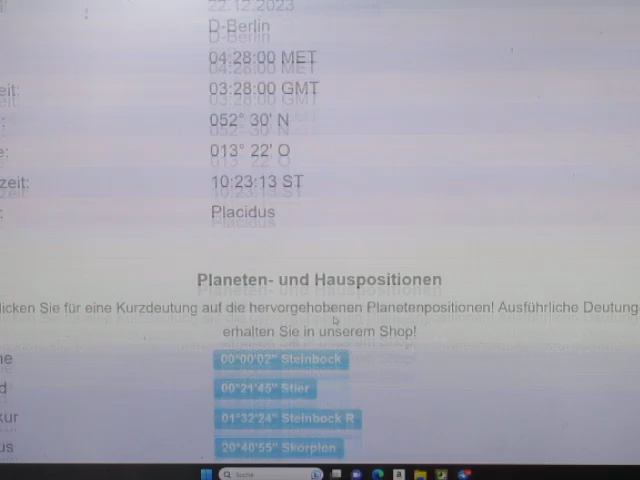 22.12.2023
D-Berlin
04:28:00 MET
eit: 03:28:00 GMT
: 052° 30' N
e: 013° 22' O
zeit: 10:23:13 ST
: Placidus
Planeten- und Hauspositionen
licken Sie für eine Kurzdeutung auf die hervorgehobenen Planetenpositionen! Ausführliche Deutung
erhalten Sie in unserem Shop!
ne 00°00'02" Steinbock
d 00°21'45" Stier
kur 01°32'24" Steinbock R
us 20°40'55" Skorpion
Suche